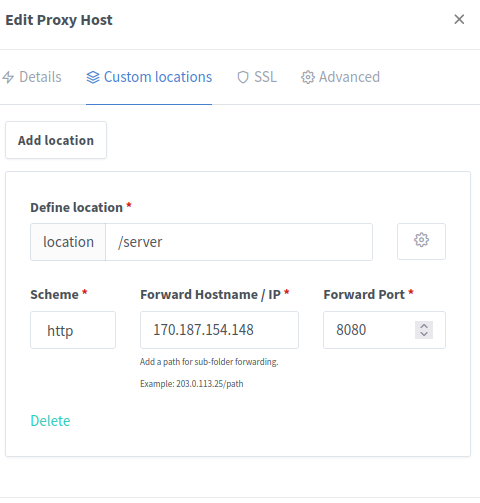 Edit Proxy Host
Details Custom locations SSL Advanced
Add location
Define location *
location /server
Scheme * Forward Hostname / IP * Forward Port *
http 170.187.154.148 8080
Add a path for sub-folder forwarding.
Example: 203.0.113.25/path
Delete